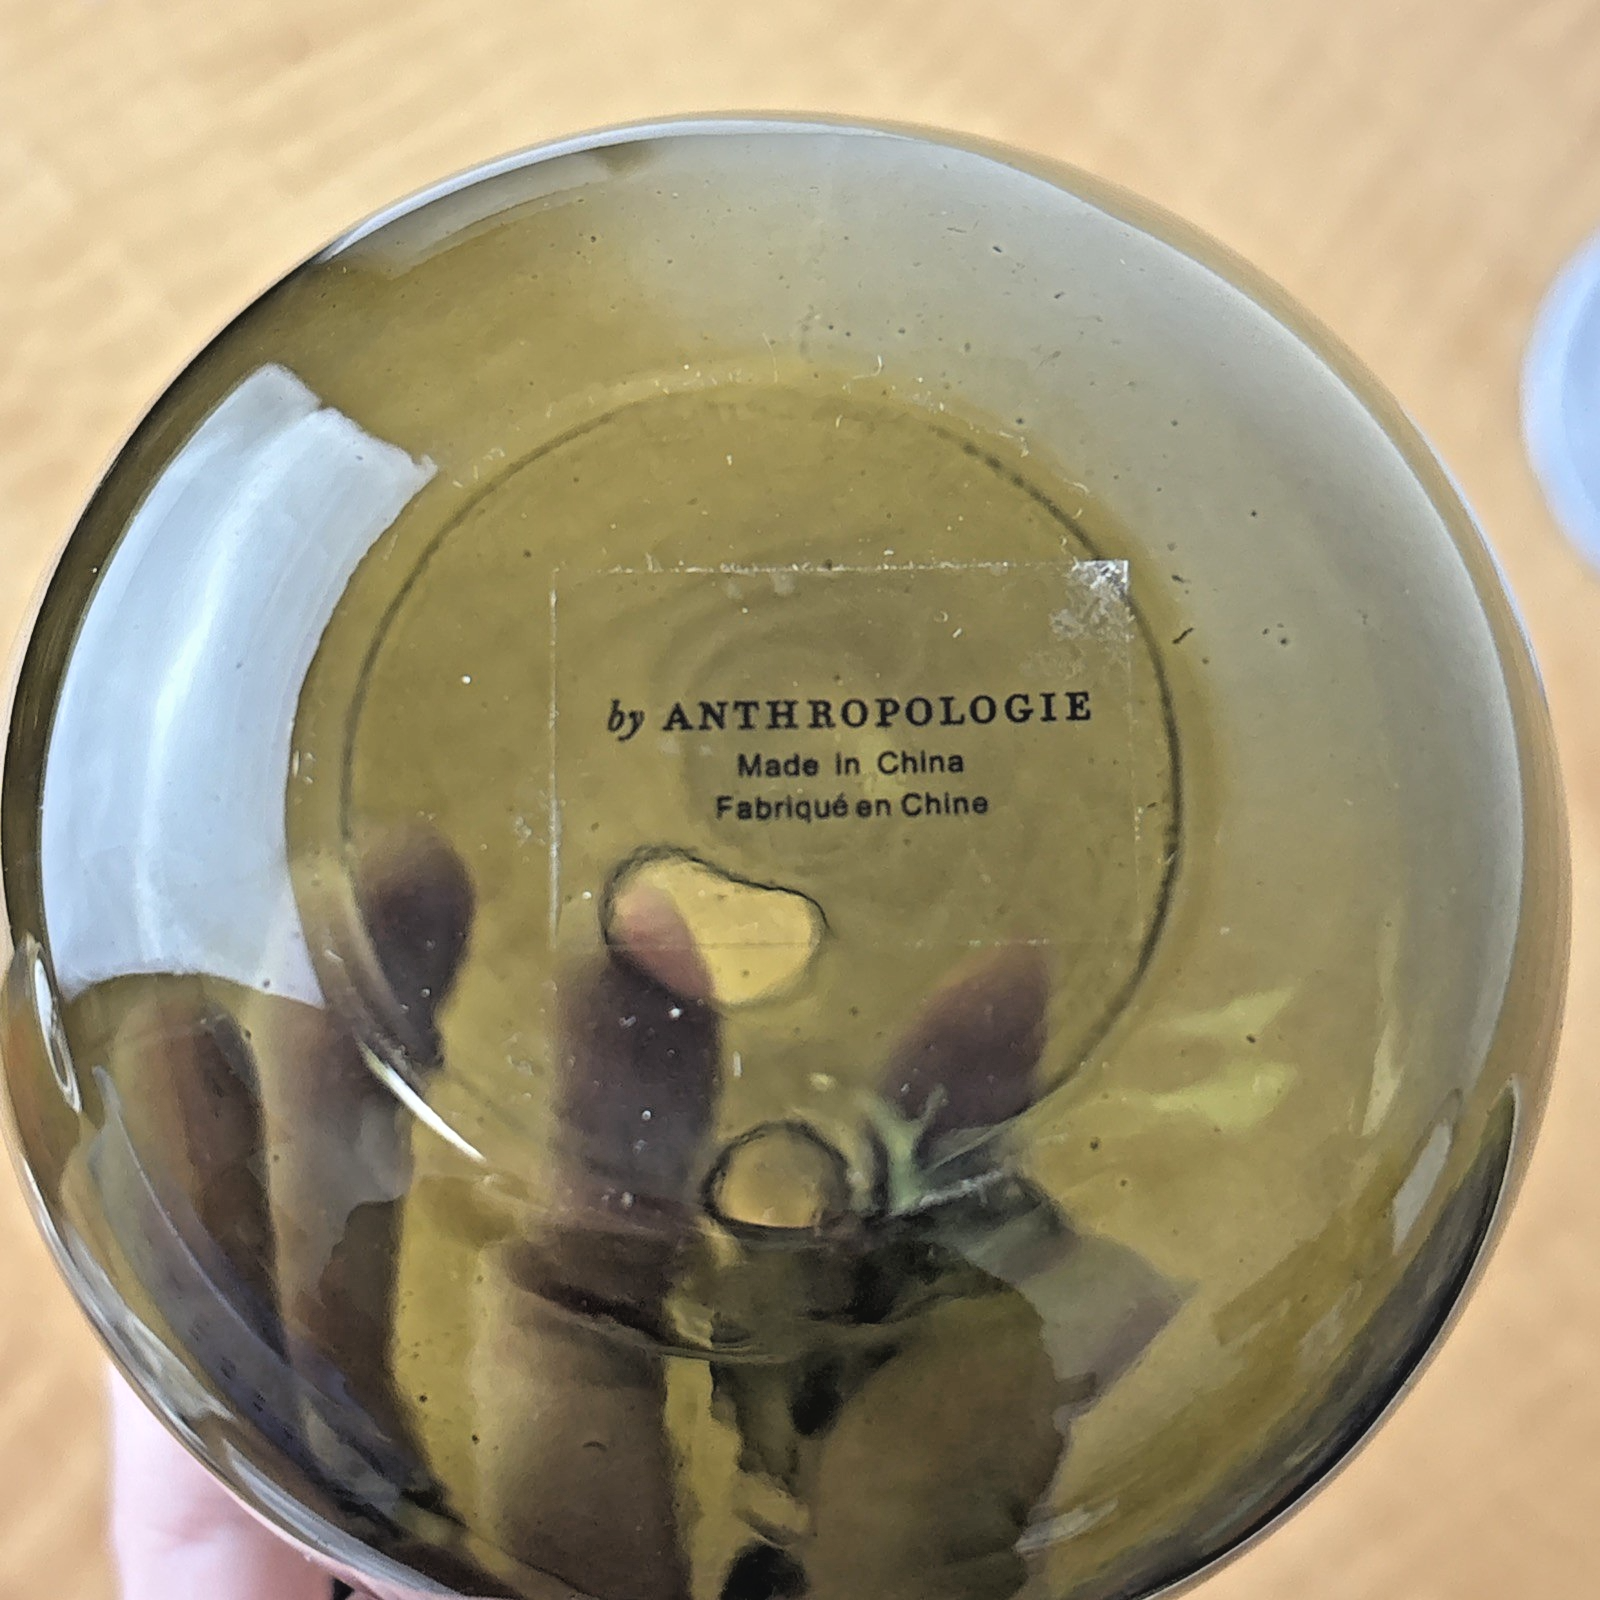 by ANTHROPOLOGIE
Made in China
Fabriqué en Chine